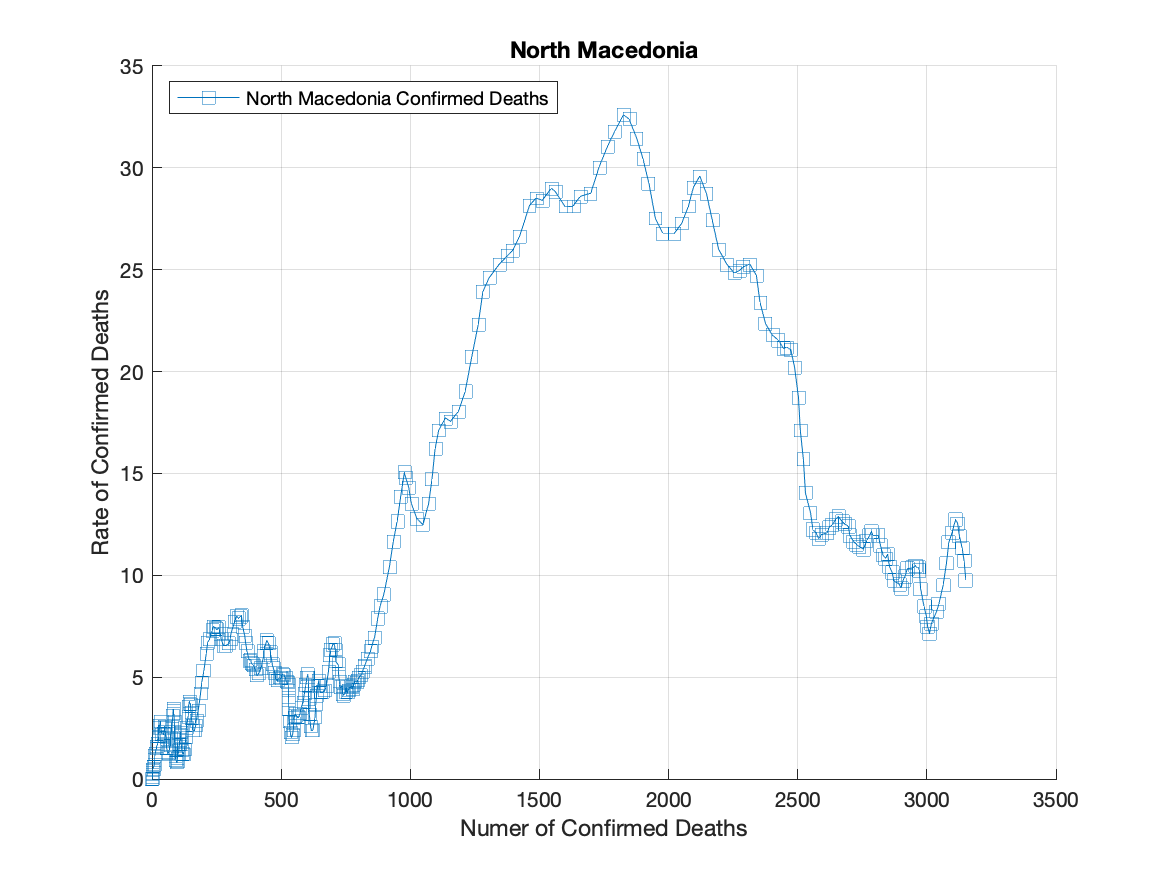 North Macedonia
35
North Macedonia Confirmed Deaths
30
25
20
15
10
5
0
Rate of Confirmed Deaths
0 500 1000 1500 2000 2500 3000 3500
Numer of Confirmed Deaths